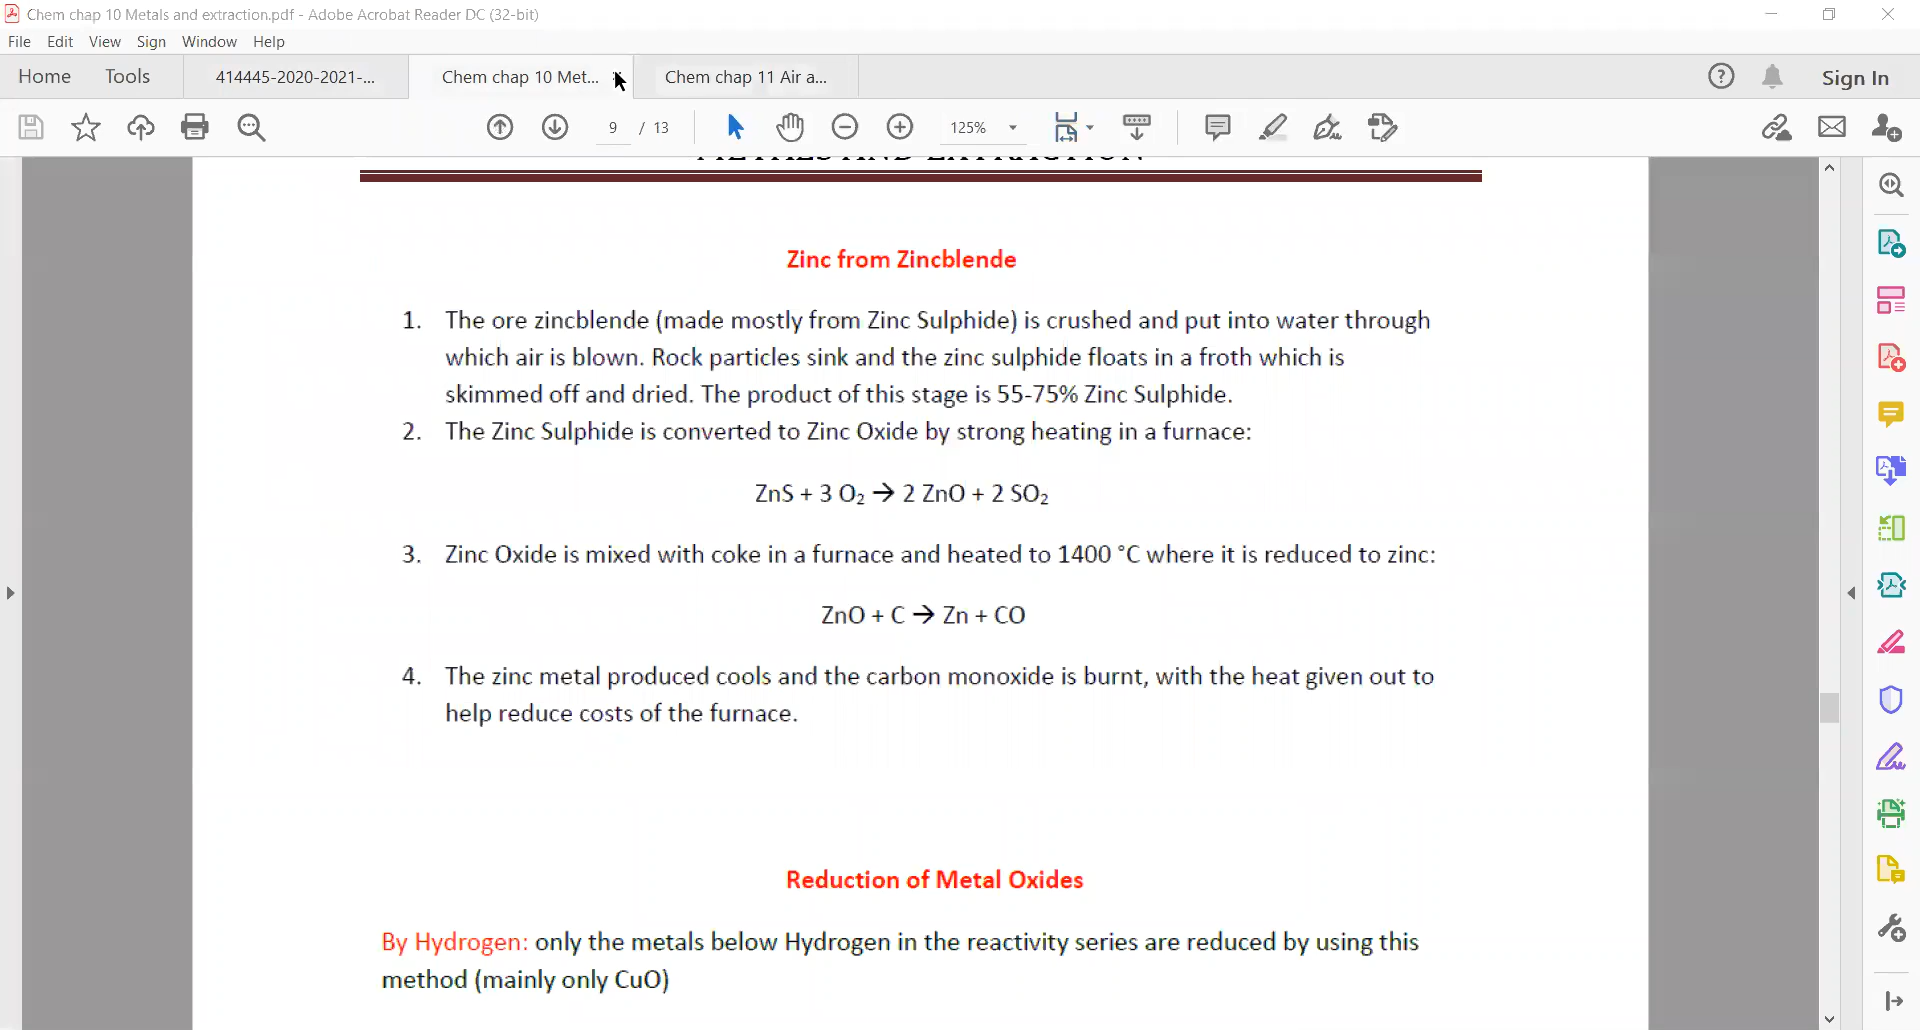 Chem chap 10 Metals and extraction.pdf - Adobe Acrobat Reader DC (32-bit)
File Edit View Sign Window Help
Home Tools 414445-2020-2021-... Chem chap 10 Met... Chem chap 11 Air a... Sign In
9 / 13 125%
METALS AND EXTRACTION
Zinc from Zincblende
1. The ore zincblende (made mostly from Zinc Sulphide) is crushed and put into water through
which air is blown. Rock particles sink and the zinc sulphide floats in a froth which is
skimmed off and dried. The product of this stage is 55-75% Zinc Sulphide.
2. The Zinc Sulphide is converted to Zinc Oxide by strong heating in a furnace:
ZnS + 3 O₂ → 2 ZnO + 2 SO₂
3. Zinc Oxide is mixed with coke in a furnace and heated to 1400 °C where it is reduced to zinc:
ZnO + C → Zn + CO
4. The zinc metal produced cools and the carbon monoxide is burnt, with the heat given out to
help reduce costs of the furnace.
Reduction of Metal Oxides
By Hydrogen: only the metals below Hydrogen in the reactivity series are reduced by using this
method (mainly only CuO)